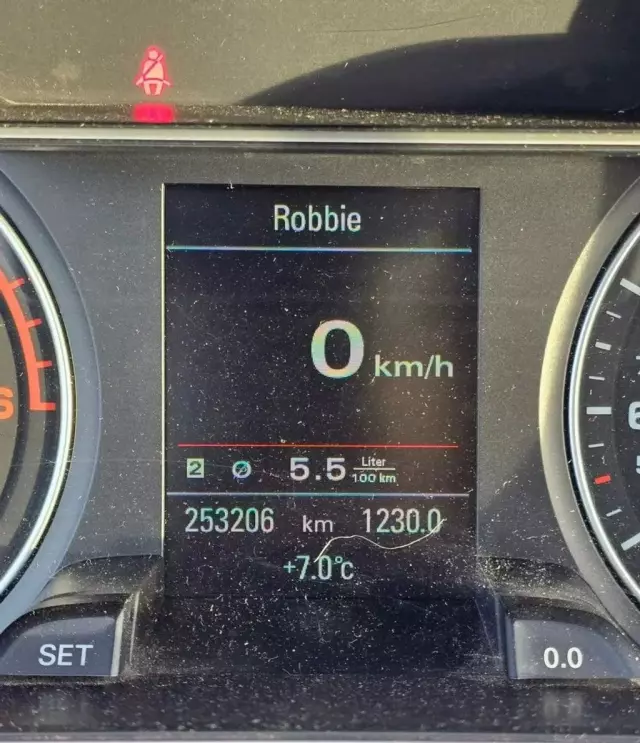 Robbie
0 km/h
2 ⌀ 5.5 Liter/100 km
253206 km 1230.0
+7.0°c
SET
0.0